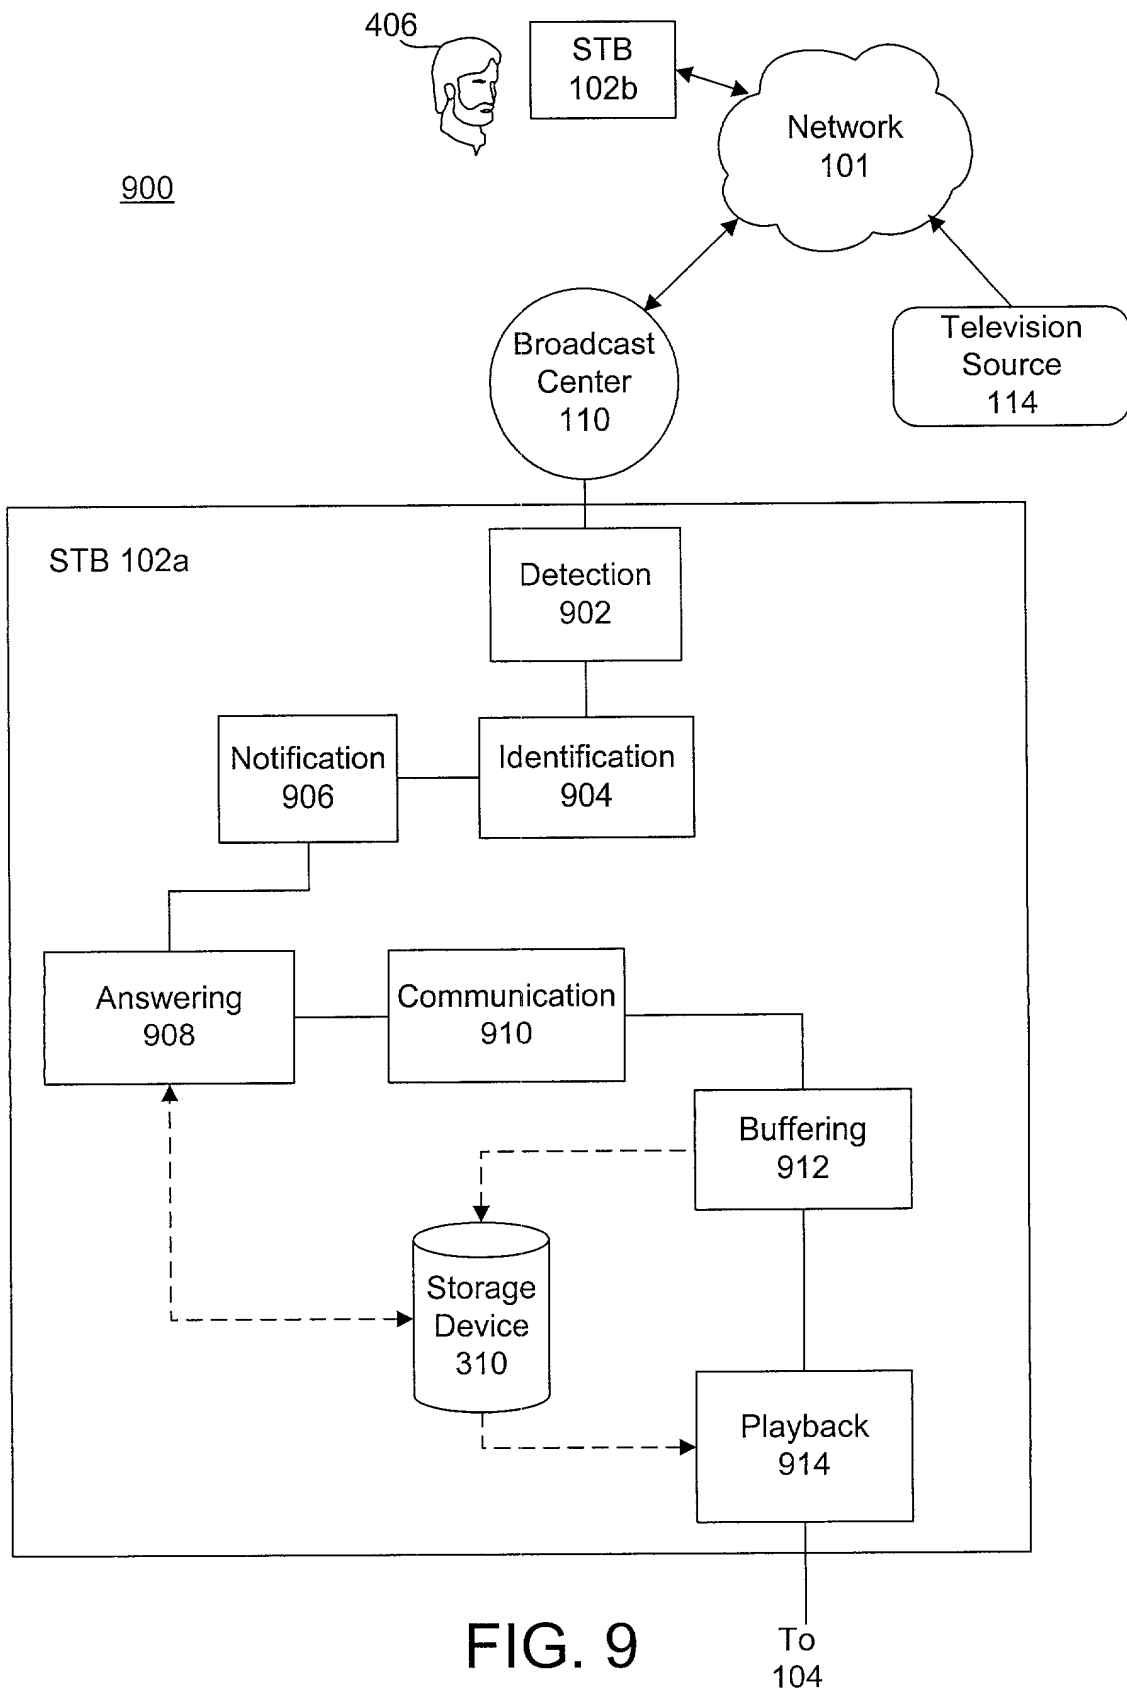 406
STB
102b
Network
101
900
Broadcast
Center
110
Television
Source
114
STB 102a
Detection
902
Notification
906
Identification
904
Answering
908
Communication
910
Buffering
912
Storage
Device
310
Playback
914
FIG. 9
To
104